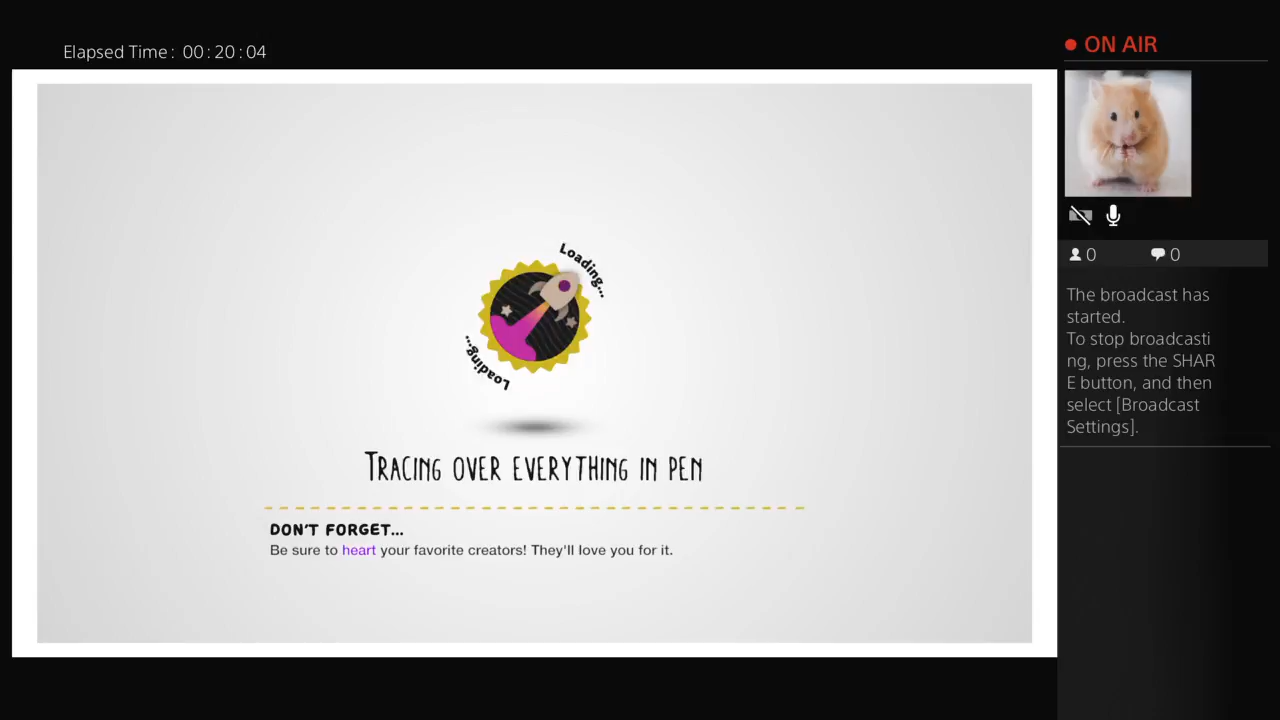 Elapsed Time: 00:20:04
ON AIR
0 0
The broadcast has
started.
To stop broadcasti
ng, press the SHAR
E button, and then
select [Broadcast
Settings].
Loading...
Loading...
TRACING OVER EVERYTHING IN PEN
DON'T FORGET...
Be sure to heart your favorite creators! They'll love you for it.